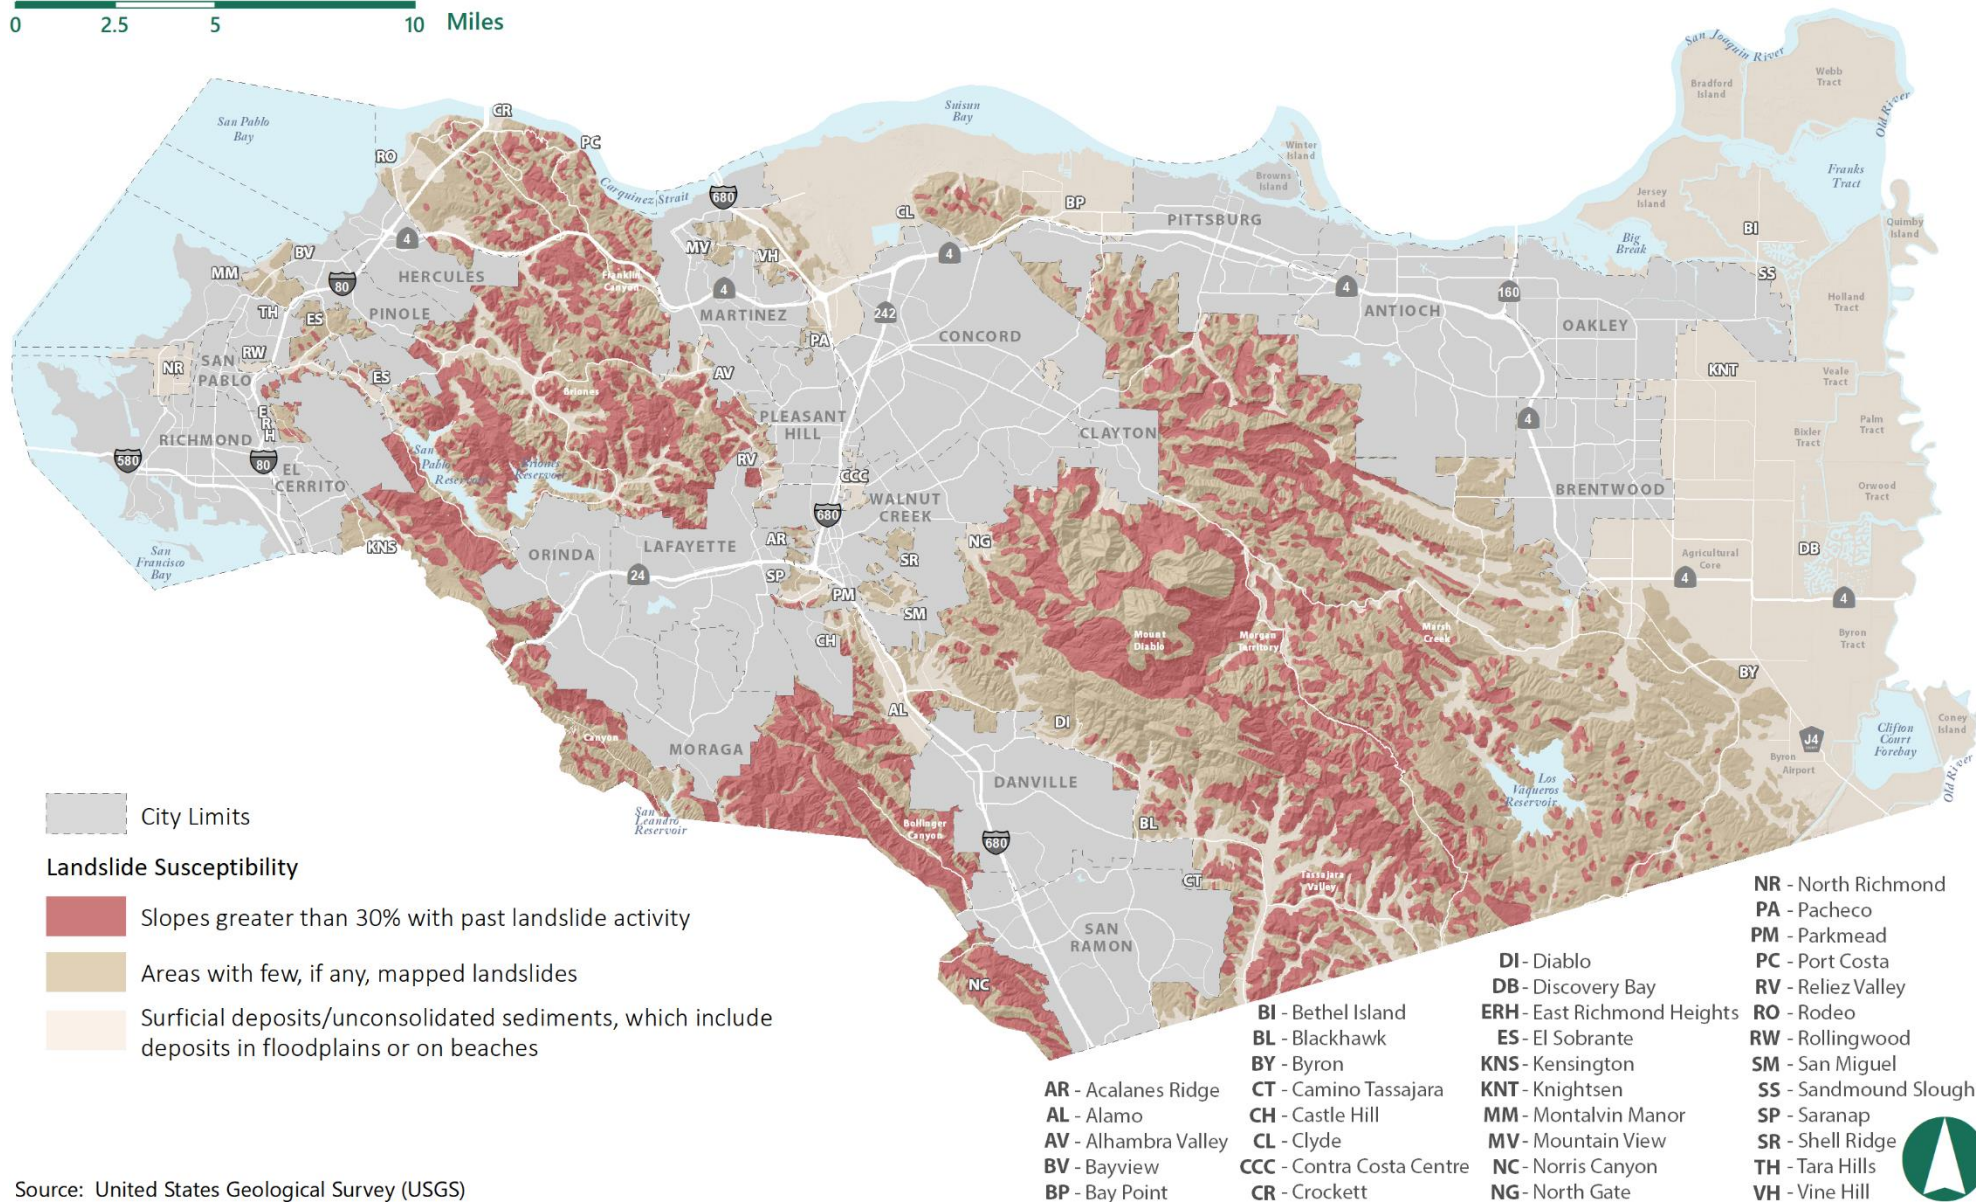 0 2.5 5 10 Miles
San Pablo
Bay
CR
PC
RO
Carquinez Strait
Suisun
Bay
Winter
Island
Browns
Island
San Joaquin River
Bradford
Island
Webb
Tract
Old River
Franks
Tract
Jersey
Island
Quimby
Island
BI
Big
Break
SS
Holland
Tract
680
CL
BP
PITTSBURG
4
MV
VH
4
BV
MM
80
HERCULES
Franklin
Canyon
4
MARTINEZ
242
CONCORD
4
ANTIOCH
160
OAKLEY
TH
ES
PINOLE
PA
RW
SAN
PABLO
NR
ES
Briones
AV
KNT
Veale
Tract
PLEASANT
HILL
CLAYTON
4
Palm
Tract
Bixler
Tract
E
R
H
RICHMOND
580
80
EL
CERRITO
San
Pablo
Reservoir
Briones
Reservoir
RV
CCC
WALNUT
CREEK
680
BRENTWOOD
Orwood
Tract
San
Francisco
Bay
KNS
ORINDA
LAFAYETTE
AR
SP
24
SR
NG
PM
SM
CH
Agricultural
Core
DB
4
4
Mount
Diablo
Morgan
Territory
Marsh
Creek
Byron
Tract
BY
AL
DI
Canyon
MORAGA
DANVILLE
Los
Vaqueros
Reservoir
J4
Byron
Airport
Clifton
Court
Forebay
Coney
Island
Old River
San
Leandro
Reservoir
Bollinger
Canyon
680
BL
CT
Tassajara
Valley
SAN
RAMON
NC
City Limits
Landslide Susceptibility
Slopes greater than 30% with past landslide activity
Areas with few, if any, mapped landslides
Surficial deposits/unconsolidated sediments, which include
deposits in floodplains or on beaches
AR - Acalanes Ridge
AL - Alamo
AV - Alhambra Valley
BV - Bayview
BP - Bay Point
BI - Bethel Island
BL - Blackhawk
BY - Byron
CT - Camino Tassajara
CH - Castle Hill
CL - Clyde
CCC - Contra Costa Centre
CR - Crockett
DI - Diablo
DB - Discovery Bay
ERH - East Richmond Heights
ES - El Sobrante
KNS - Kensington
KNT - Knightsen
MM - Montalvin Manor
MV - Mountain View
NC - Norris Canyon
NG - North Gate
NR - North Richmond
PA - Pacheco
PM - Parkmead
PC - Port Costa
RV - Reliez Valley
RO - Rodeo
RW - Rollingwood
SM - San Miguel
SS - Sandmound Slough
SP - Saranap
SR - Shell Ridge
TH - Tara Hills
VH - Vine Hill
Source: United States Geological Survey (USGS)